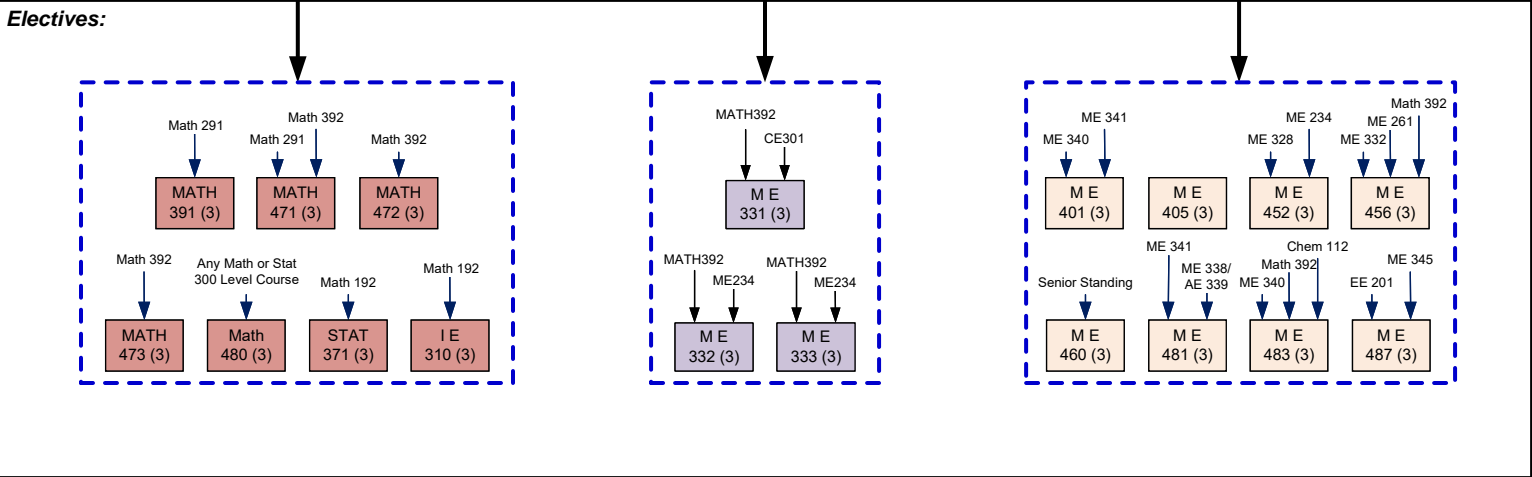 Electives:
Math 291
Math 291
Math 392
Math 392
MATH
391 (3)
MATH
471 (3)
MATH
472 (3)
Math 392
Any Math or Stat
300 Level Course
Math 192
Math 192
MATH
473 (3)
Math
480 (3)
STAT
371 (3)
I E
310 (3)
MATH392
CE301
M E
331 (3)
MATH392
ME234
MATH392
ME234
M E
332 (3)
M E
333 (3)
ME 340
ME 341
ME 328
ME 234
ME 332
ME 261
Math 392
M E
401 (3)
M E
405 (3)
M E
452 (3)
M E
456 (3)
Senior Standing
ME 341
ME 338/
AE 339
ME 340
Math 392
Chem 112
EE 201
ME 345
M E
460 (3)
M E
481 (3)
M E
483 (3)
M E
487 (3)